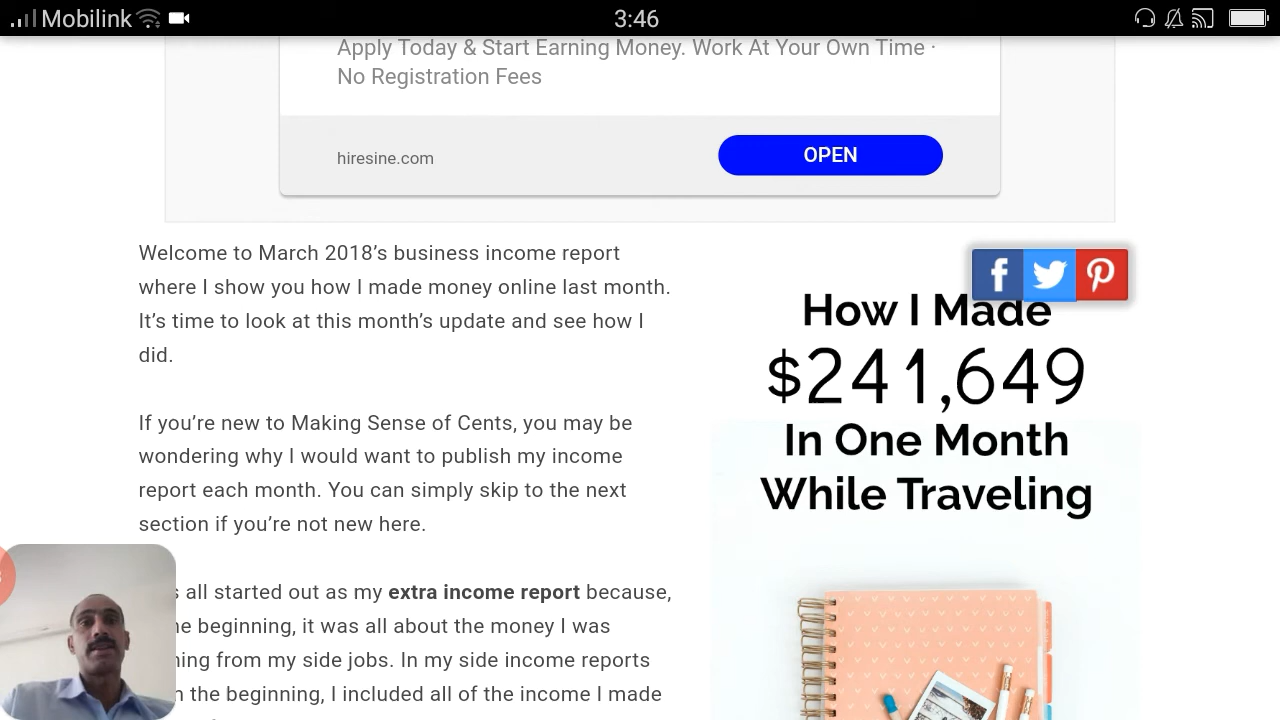 Mobilink 3:46
Apply Today & Start Earning Money. Work At Your Own Time ·
No Registration Fees
hiresine.com
OPEN
Welcome to March 2018’s business income report
where I show you how I made money online last month.
It’s time to look at this month’s update and see how I
did.
If you’re new to Making Sense of Cents, you may be
wondering why I would want to publish my income
report each month. You can simply skip to the next
section if you’re not new here.
all started out as my extra income report because,
beginning, it was all about the money I was
from my side jobs. In my side income reports
the beginning, I included all of the income I made
How I Made
$241,649
In One Month
While Traveling